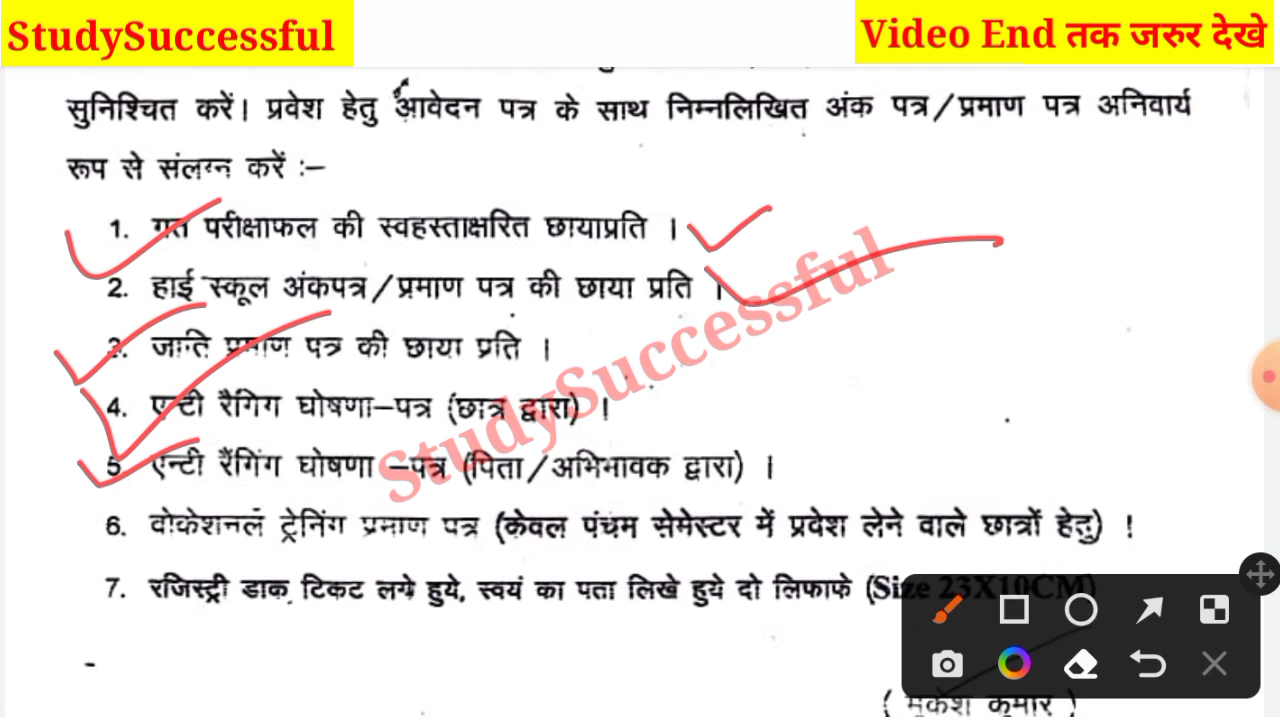 StudySuccessful
Video End तक जरुर देखे
सुनिश्चित करें। प्रवेश हेतु आवेदन पत्र के साथ निम्नलिखित अंक पत्र/प्रमाण पत्र अनिवार्य
रूप से संलग्न करें :–
1. गत परीक्षाफल की स्वहस्ताक्षरित छायाप्रति ।
2. हाई स्कूल अंकपत्र/प्रमाण पत्र की छाया प्रति ।
3. जाति प्रमाण पत्र की छाया प्रति ।
4. एन्टी रैगिग घोषणा–पत्र (छात्र द्वारा) ।
5. एन्टी रैंगिंग घोषणा –पत्र (पिता/अभिभावक द्वारा) ।
6. वोकेशनल ट्रेनिंग प्रमाण पत्र (केवल पंचम सेमेस्टर में प्रवेश लेने वाले छात्रों हेतु) !
7. रजिस्ट्री डाक टिकट लगे हुये, स्वयं का पता लिखे हुये दो लिफाफे (Size 23X10CM)
( मुकेश कुमार )
StudySuccessful